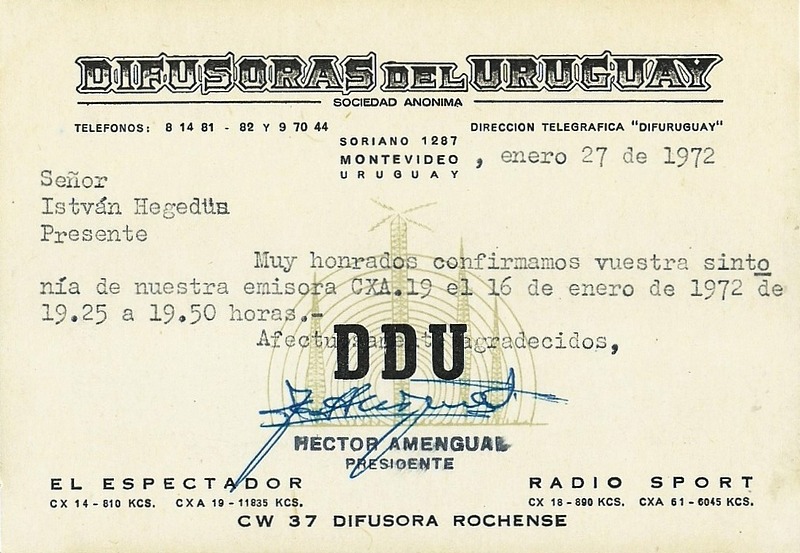 DIFUSORAS DEL URUGUAY
SOCIEDAD ANONIMA
TELEFONOS: 8 14 81 - 82 Y 9 70 44
DIRECCION TELEGRAFICA "DIFURUGUAY"
SORIANO 1287
MONTEVIDEO
URUGUAY
, enero 27 de 1972
Señor
István Hegedüs
Presente
Muy honrados confirmamos vuestra sinto
nía de nuestra emisora CXA.19 el 16 de enero de 1972 de
19.25 a 19.50 horas.-
Afectuosamente agradecidos,
DDU
HECTOR AMENGUAL
PRESIDENTE
EL ESPECTADOR
CX 14 - 810 KCS. CXA 19 - 11835 KCS.
RADIO SPORT
CX 18 - 890 KCS. CXA 61 - 6045 KCS.
CW 37 DIFUSORA ROCHENSE